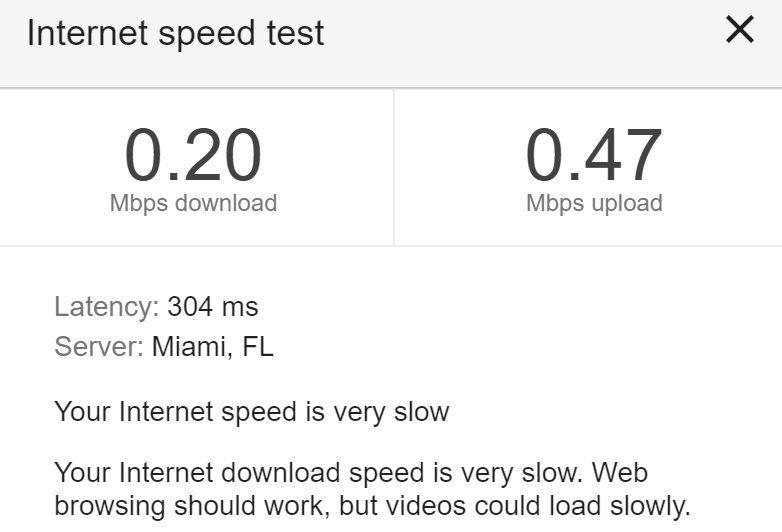 Internet speed test
0.20
Mbps download
0.47
Mbps upload
Latency: 304 ms
Server: Miami, FL
Your Internet speed is very slow
Your Internet download speed is very slow. Web
browsing should work, but videos could load slowly.